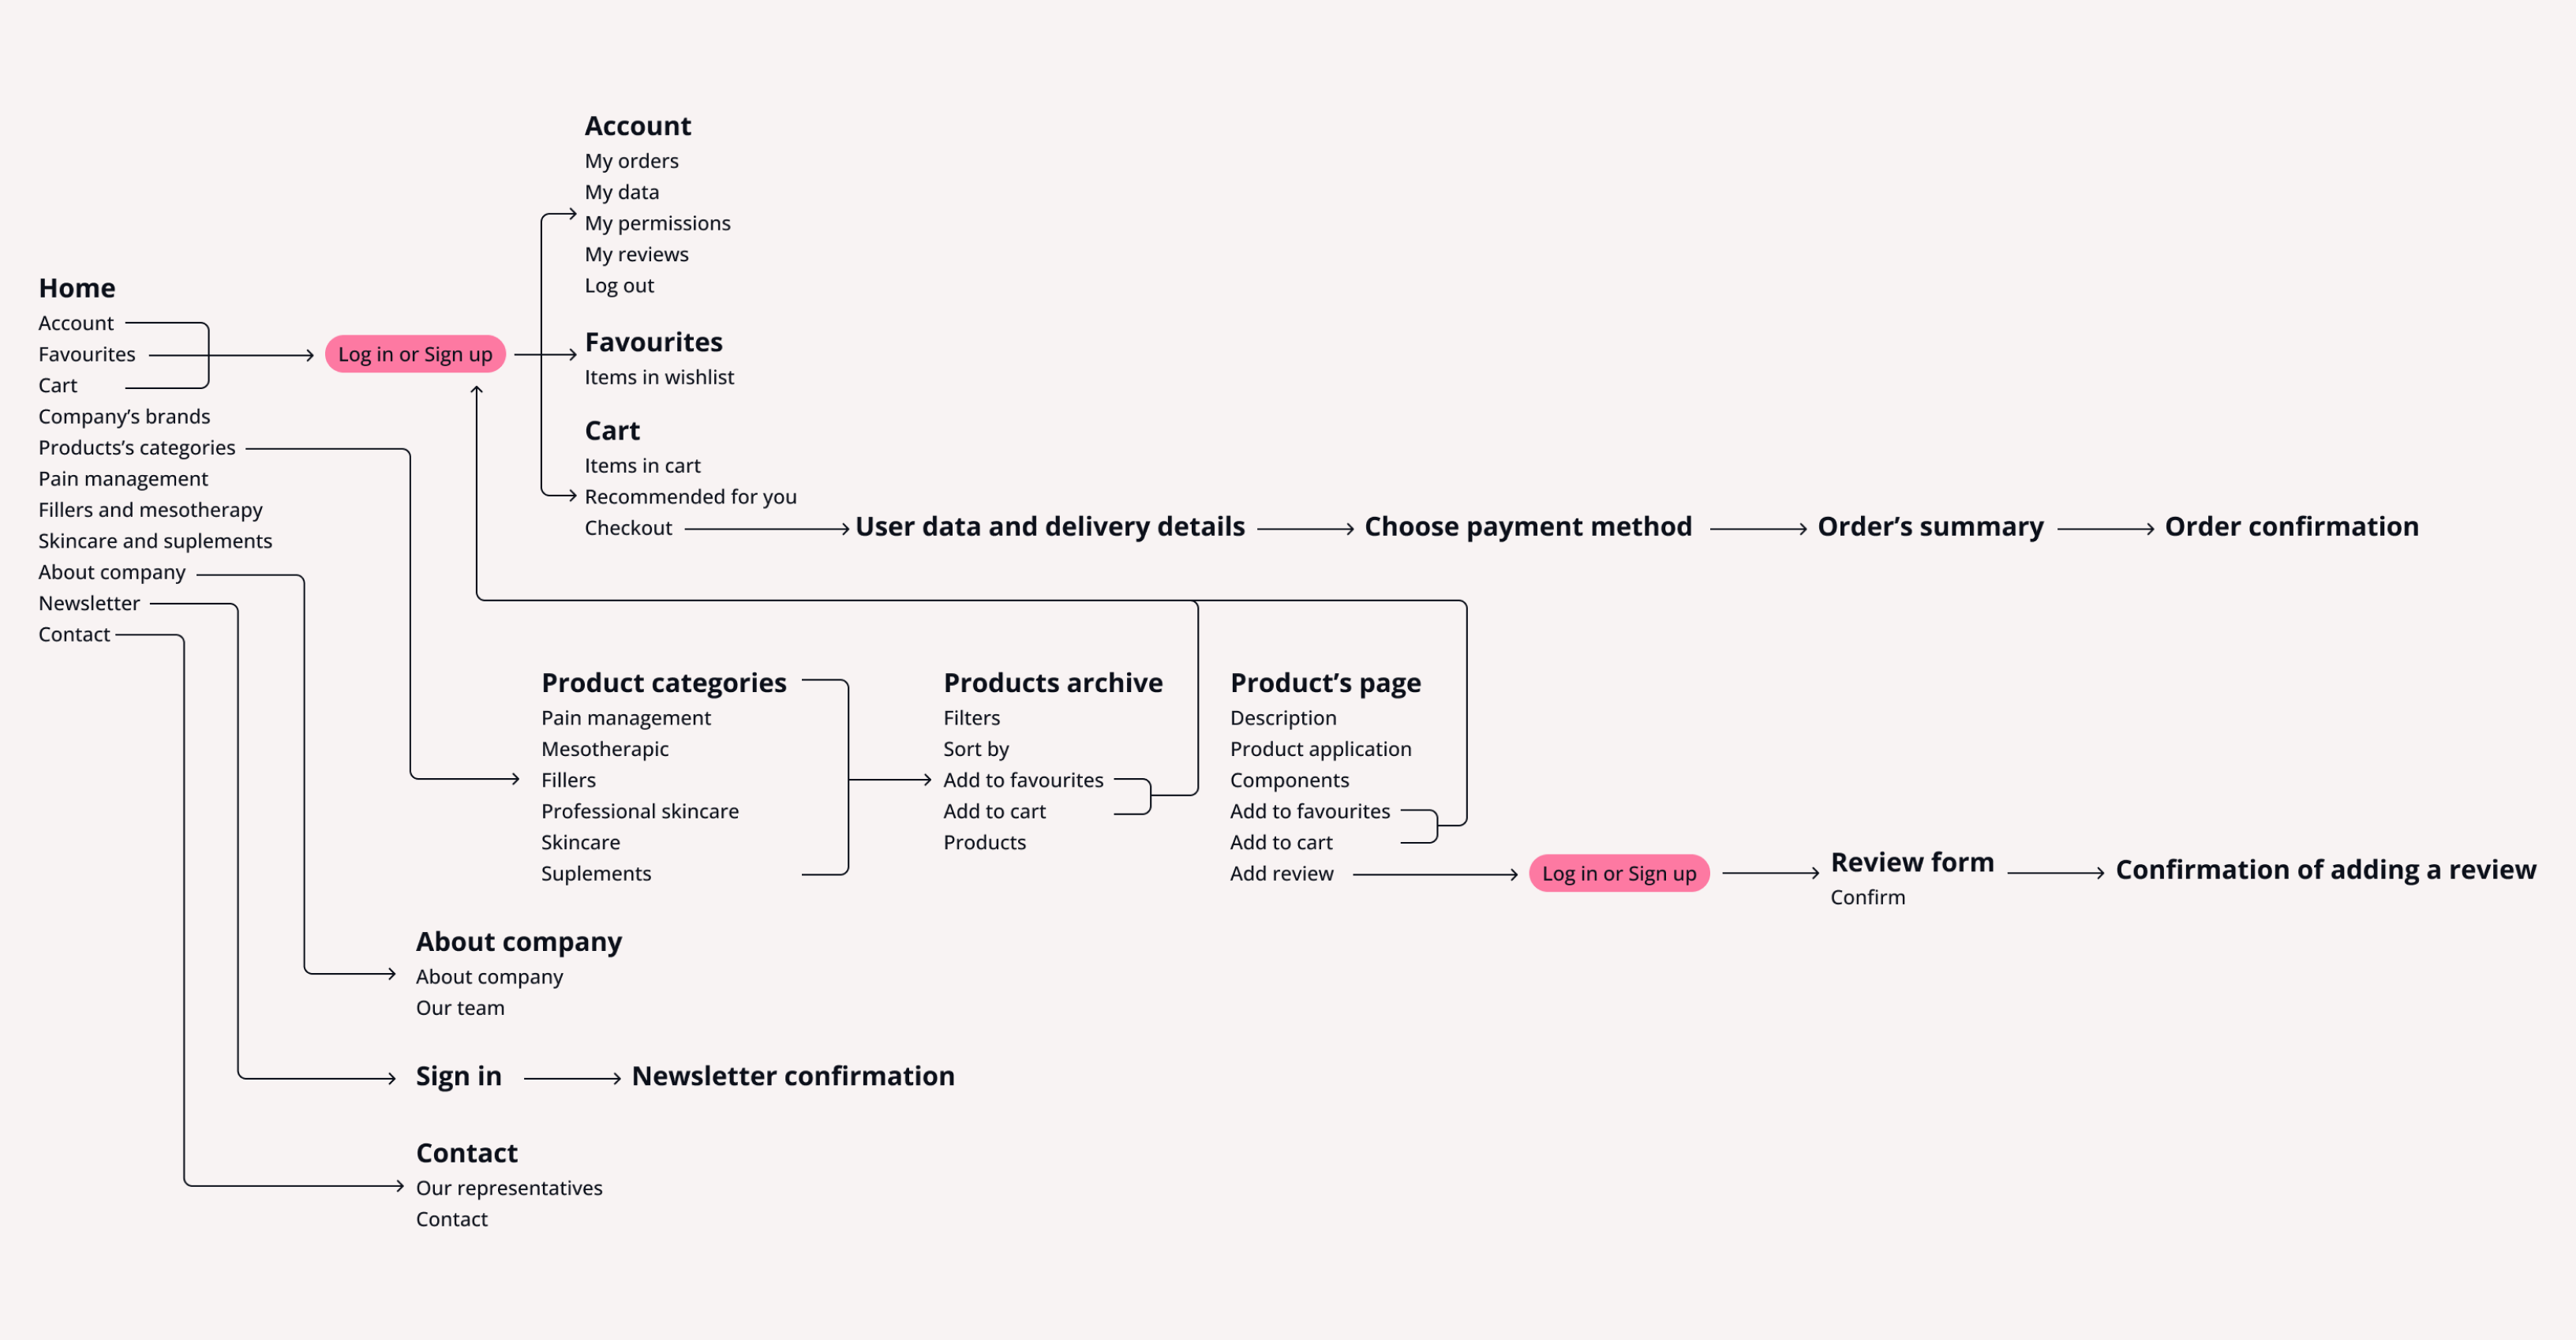 Home
Account
Favourites
Cart
Company’s brands
Products’s categories
Pain management
Fillers and mesotherapy
Skincare and suplements
About company
Newsletter
Contact
Log in or Sign up
Account
My orders
My data
My permissions
My reviews
Log out
Favourites
Items in wishlist
Cart
Items in cart
Recommended for you
Checkout
User data and delivery details
Choose payment method
Order’s summary
Order confirmation
Product categories
Pain management
Mesotherapic
Fillers
Professional skincare
Skincare
Suplements
Products archive
Filters
Sort by
Add to favourites
Add to cart
Products
Product’s page
Description
Product application
Components
Add to favourites
Add to cart
Add review
Log in or Sign up
Review form
Confirm
Confirmation of adding a review
About company
About company
Our team
Sign in
Newsletter confirmation
Contact
Our representatives
Contact